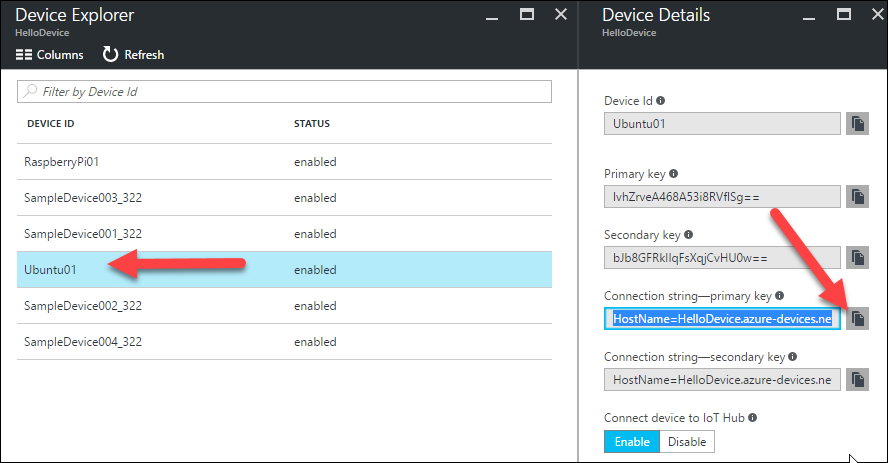 Device Explorer
HelloDevice
Columns
Refresh
Filter by Device Id
DEVICE ID STATUS
RaspberryPi01 enabled
SampleDevice003_322 enabled
SampleDevice001_322 enabled
Ubuntu01 enabled
SampleDevice002_322 enabled
SampleDevice004_322 enabled
Device Details
HelloDevice
Device Id
Ubuntu01
Primary key
Secondary key
Connection string—primary key
HostName=HelloDevice.azure-devices.ne
Connection string—secondary key
HostName=HelloDevice.azure-devices.ne
Connect device to IoT Hub
Enable Disable